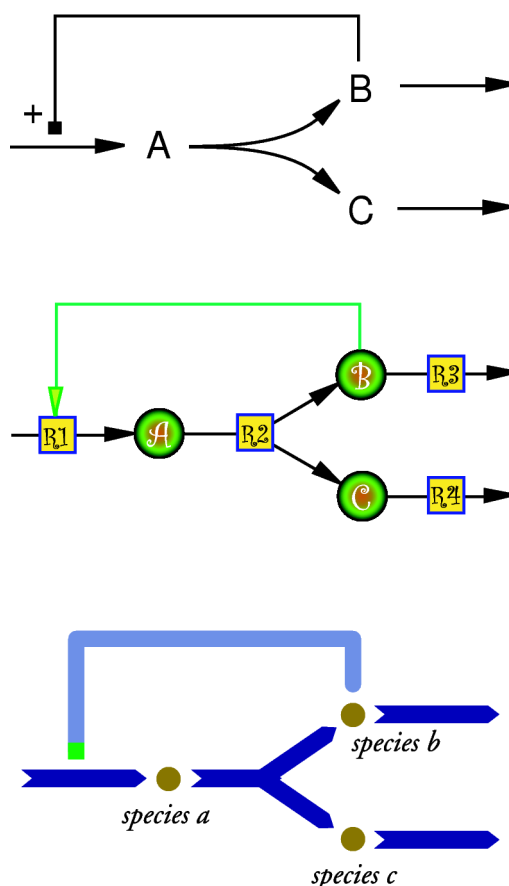 B
+
A
C
B
R3
R1
A
R2
C
R4
species b
species a
species c